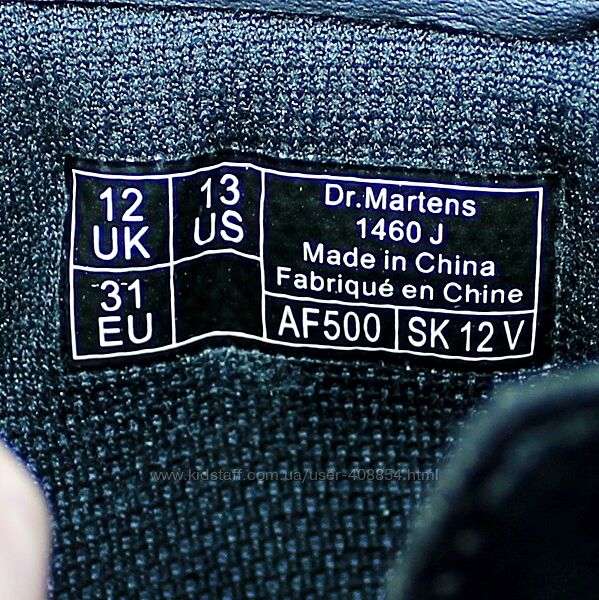 12
UK
13
US
31
EU
Dr.Martens
1460 J
Made in China
Fabriqué en Chine
AF500
SK 12 V
www.kidstaff.com.ua/user-408854.html